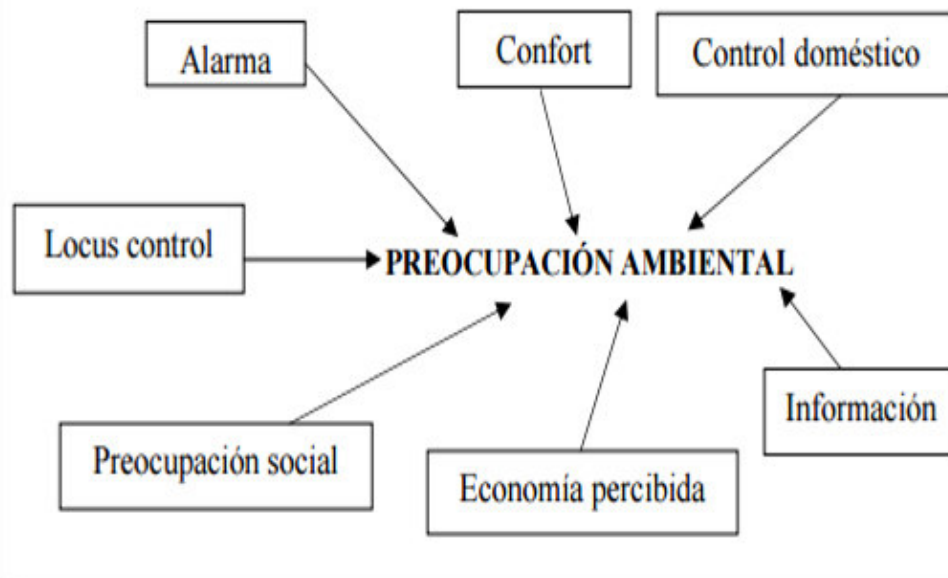 Alarma
Confort
Control doméstico
Locus control
PREOCUPACIÓN AMBIENTAL
Preocupación social
Economía percibida
Información